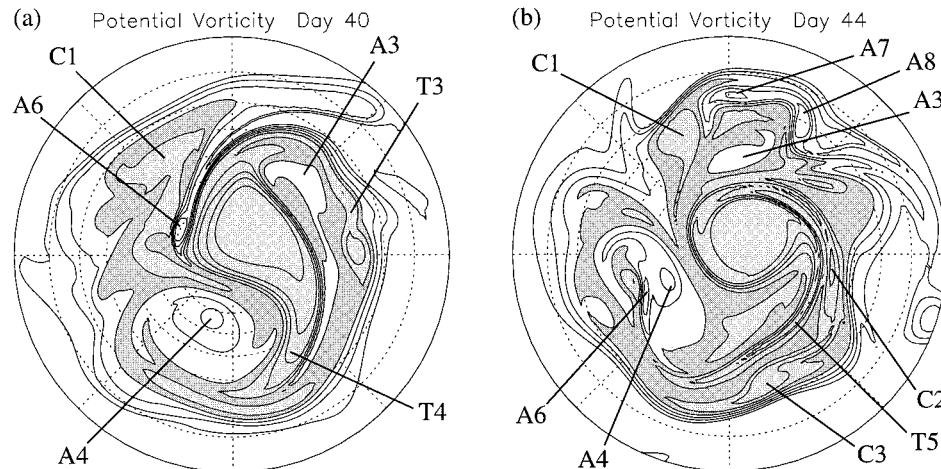 (a) Potential Vorticity Day 40
C1
A3
A6
T3
A4
T4
(b) Potential Vorticity Day 44
C1
A7
A8
A3
A6
A4
C3
T5
C2